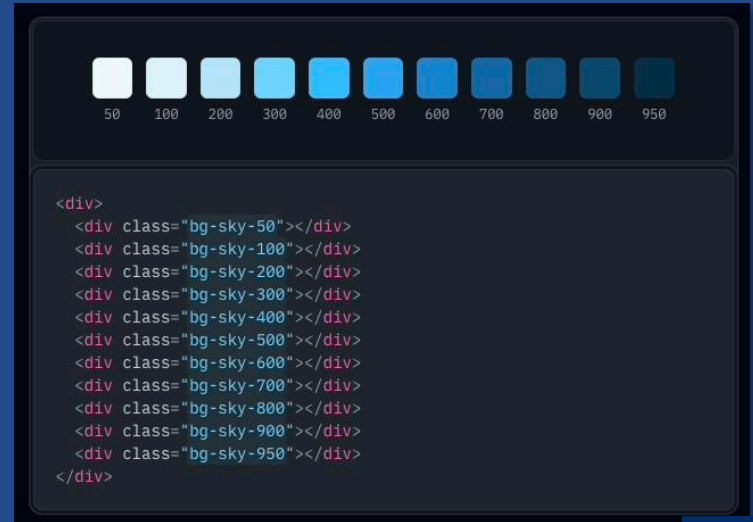 50 100 200 300 400 500 600 700 800 900 950
<div>
  <div class="bg-sky-50"></div>
  <div class="bg-sky-100"></div>
  <div class="bg-sky-200"></div>
  <div class="bg-sky-300"></div>
  <div class="bg-sky-400"></div>
  <div class="bg-sky-500"></div>
  <div class="bg-sky-600"></div>
  <div class="bg-sky-700"></div>
  <div class="bg-sky-800"></div>
  <div class="bg-sky-900"></div>
  <div class="bg-sky-950"></div>
</div>